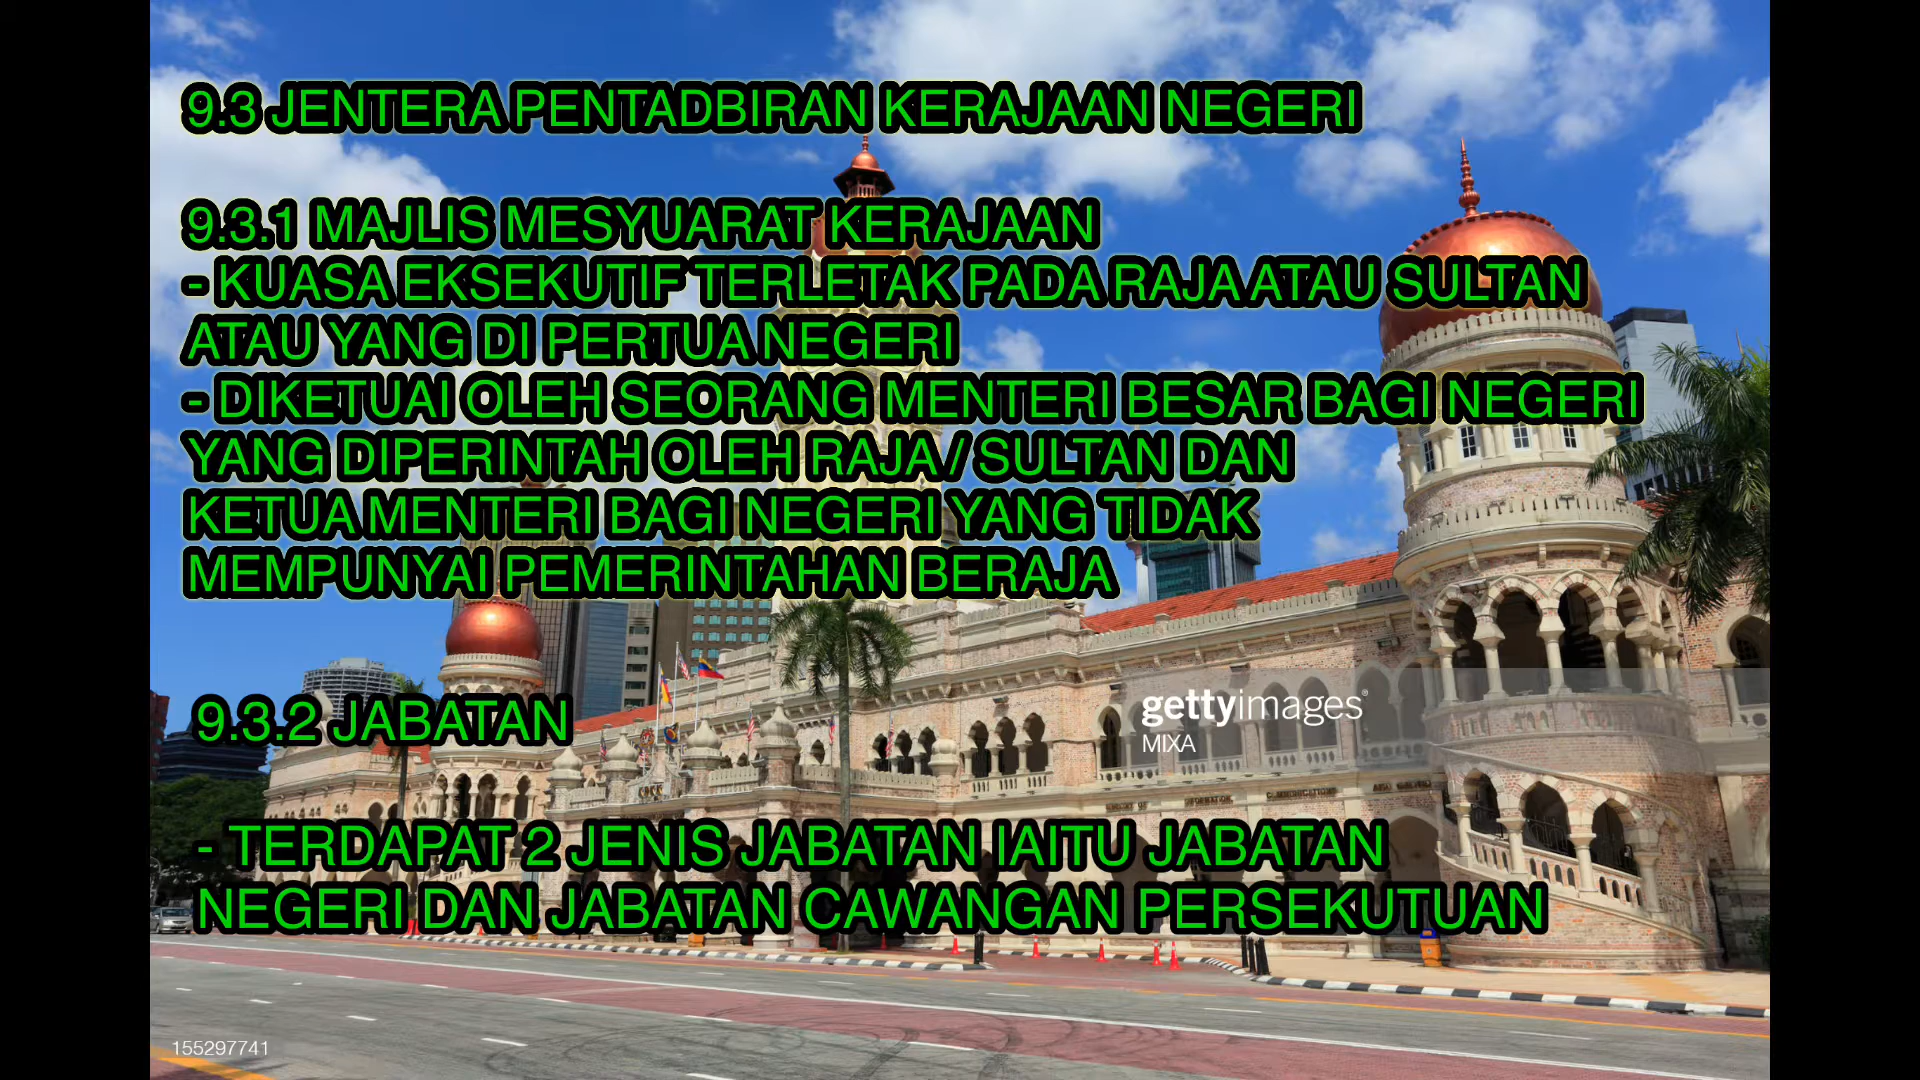 9.3 JENTERA PENTADBIRAN KERAJAAN NEGERI
9.3.1 MAJLIS MESYUARAT KERAJAAN
- KUASA EKSEKUTIF TERLETAK PADA RAJA ATAU SULTAN
ATAU YANG DI PERTUA NEGERI
- DIKETUAI OLEH SEORANG MENTERI BESAR BAGI NEGERI
YANG DIPERINTAH OLEH RAJA / SULTAN DAN
KETUA MENTERI BAGI NEGERI YANG TIDAK
MEMPUNYAI PEMERINTAHAN BERAJA
gettyimages®
MIXA
9.3.2 JABATAN
- TERDAPAT 2 JENIS JABATAN IAITU JABATAN
NEGERI DAN JABATAN CAWANGAN PERSEKUTUAN
155297741